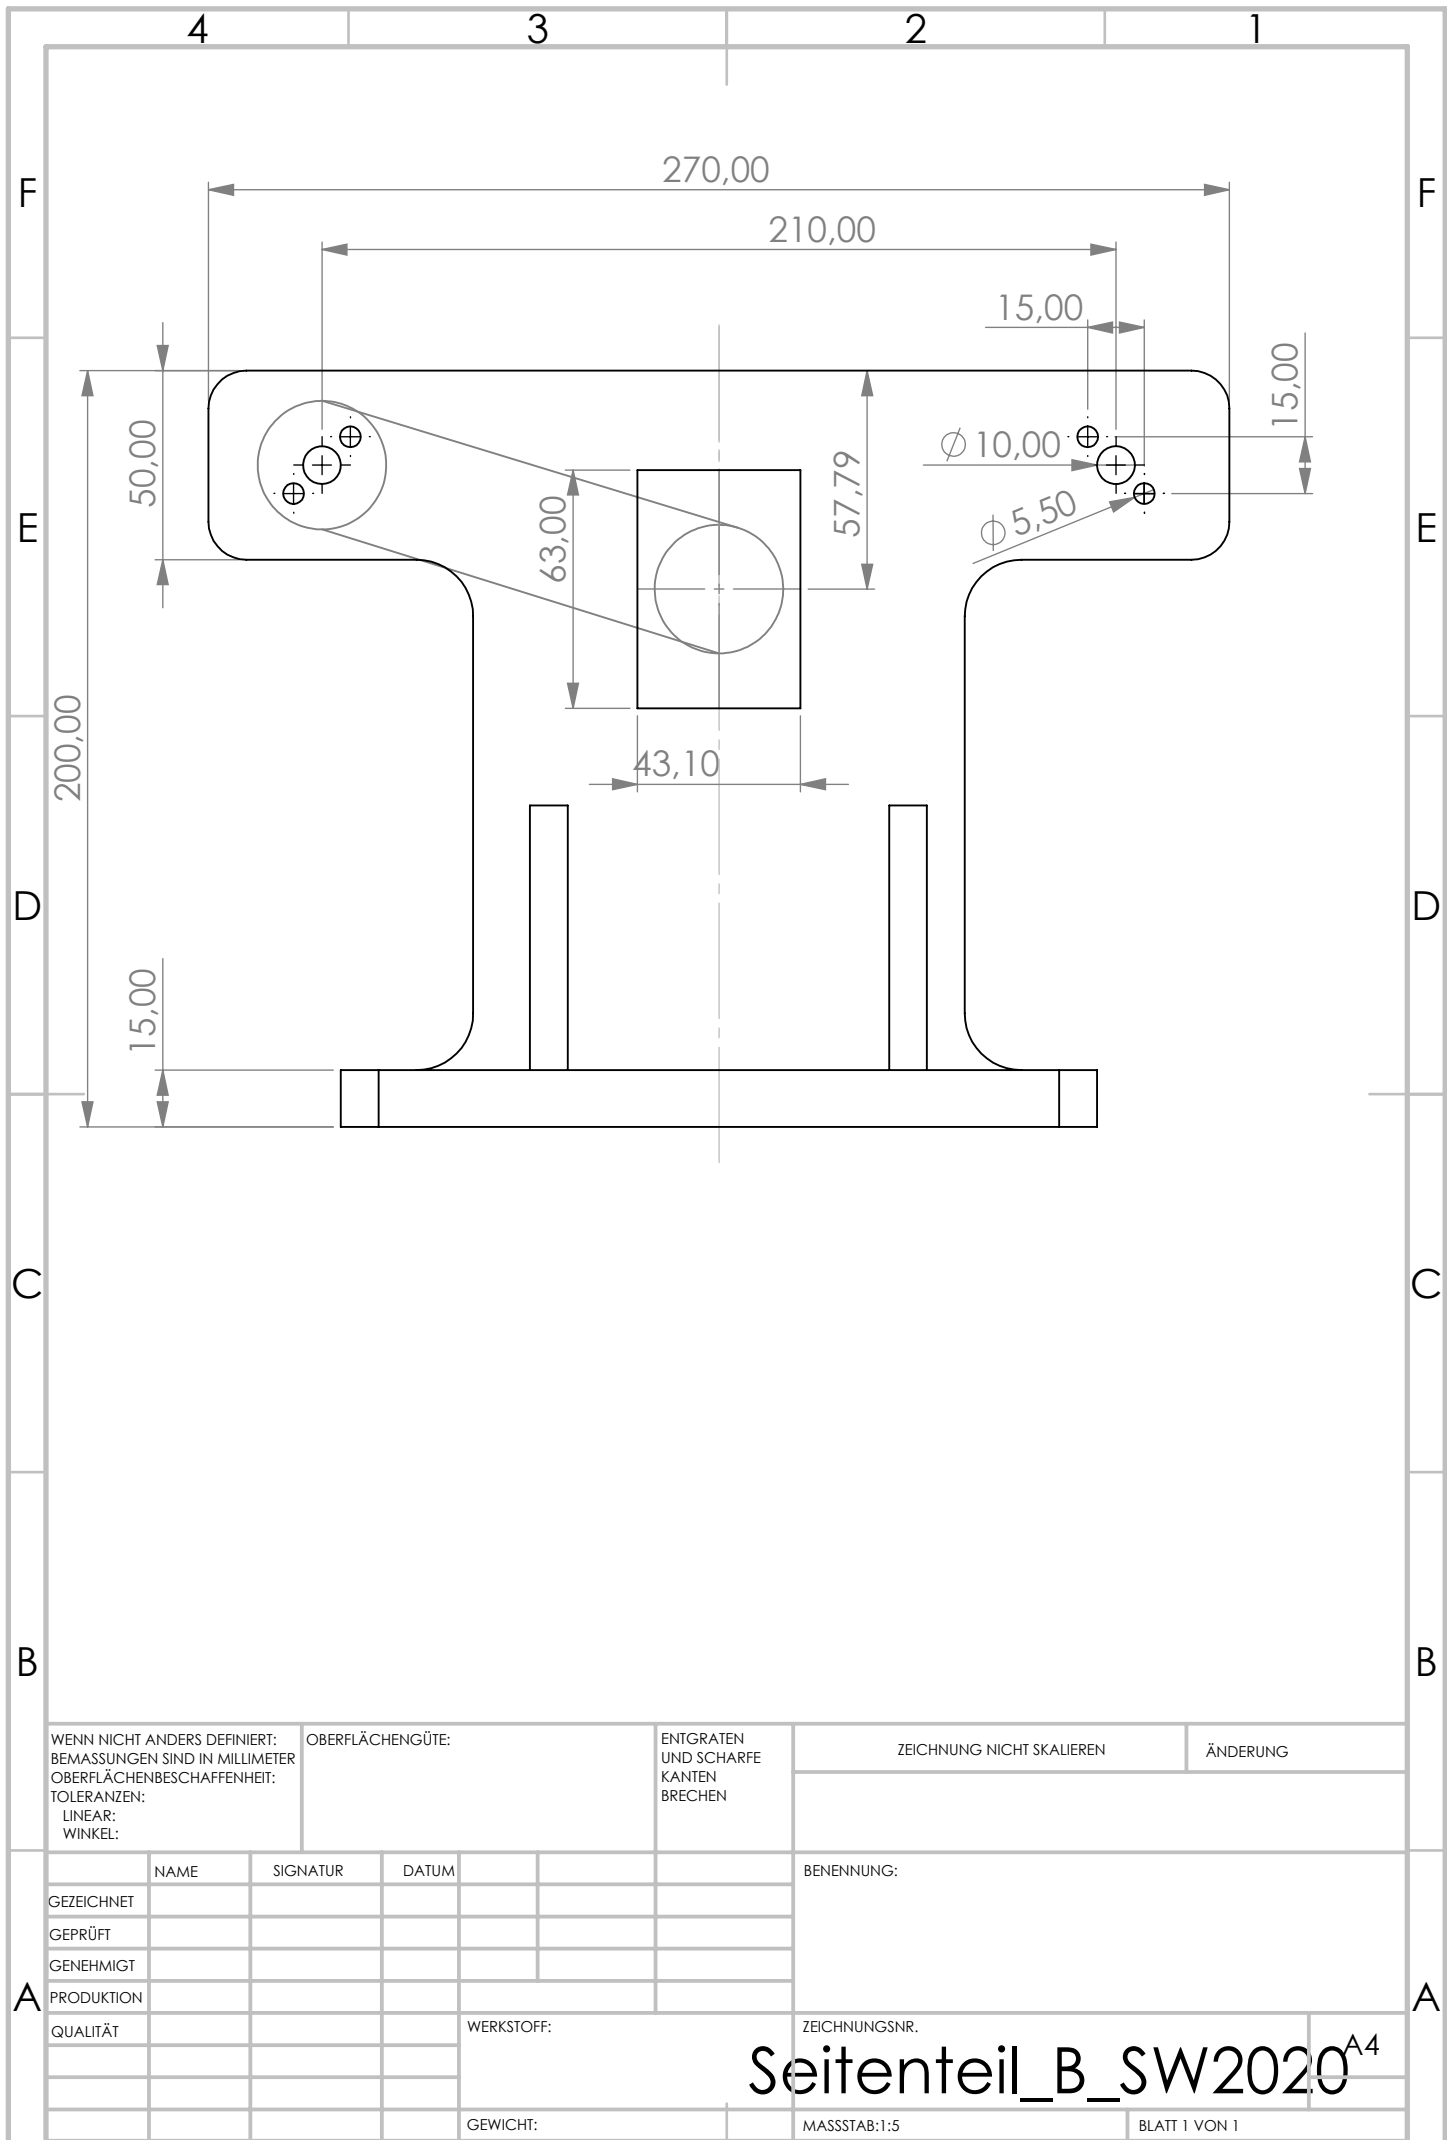 4 3 2 1
F F
270,00
210,00
15,00
15,00
50,00
⌀ 10,00
57,79
⌀ 5,50
E E
63,00
200,00
43,10
D D
15,00
C C
B B
WENN NICHT ANDERS DEFINIERT:
BEMASSUNGEN SIND IN MILLIMETER
OBERFLÄCHENBESCHAFFENHEIT:
TOLERANZEN:
LINEAR:
WINKEL:
OBERFLÄCHENGÜTE:
ENTGRATEN
UND SCHARFE
KANTEN
BRECHEN
ZEICHNUNG NICHT SKALIEREN
ÄNDERUNG
NAME SIGNATUR DATUM
GEZEICHNET
GEPRÜFT
GENEHMIGT
PRODUKTION
QUALITÄT
A A
BENENNUNG:
WERKSTOFF:
ZEICHNUNGSNR.
Seitenteil_B_SW2020
A4
GEWICHT:
MASSSTAB:1:5
BLATT 1 VON 1